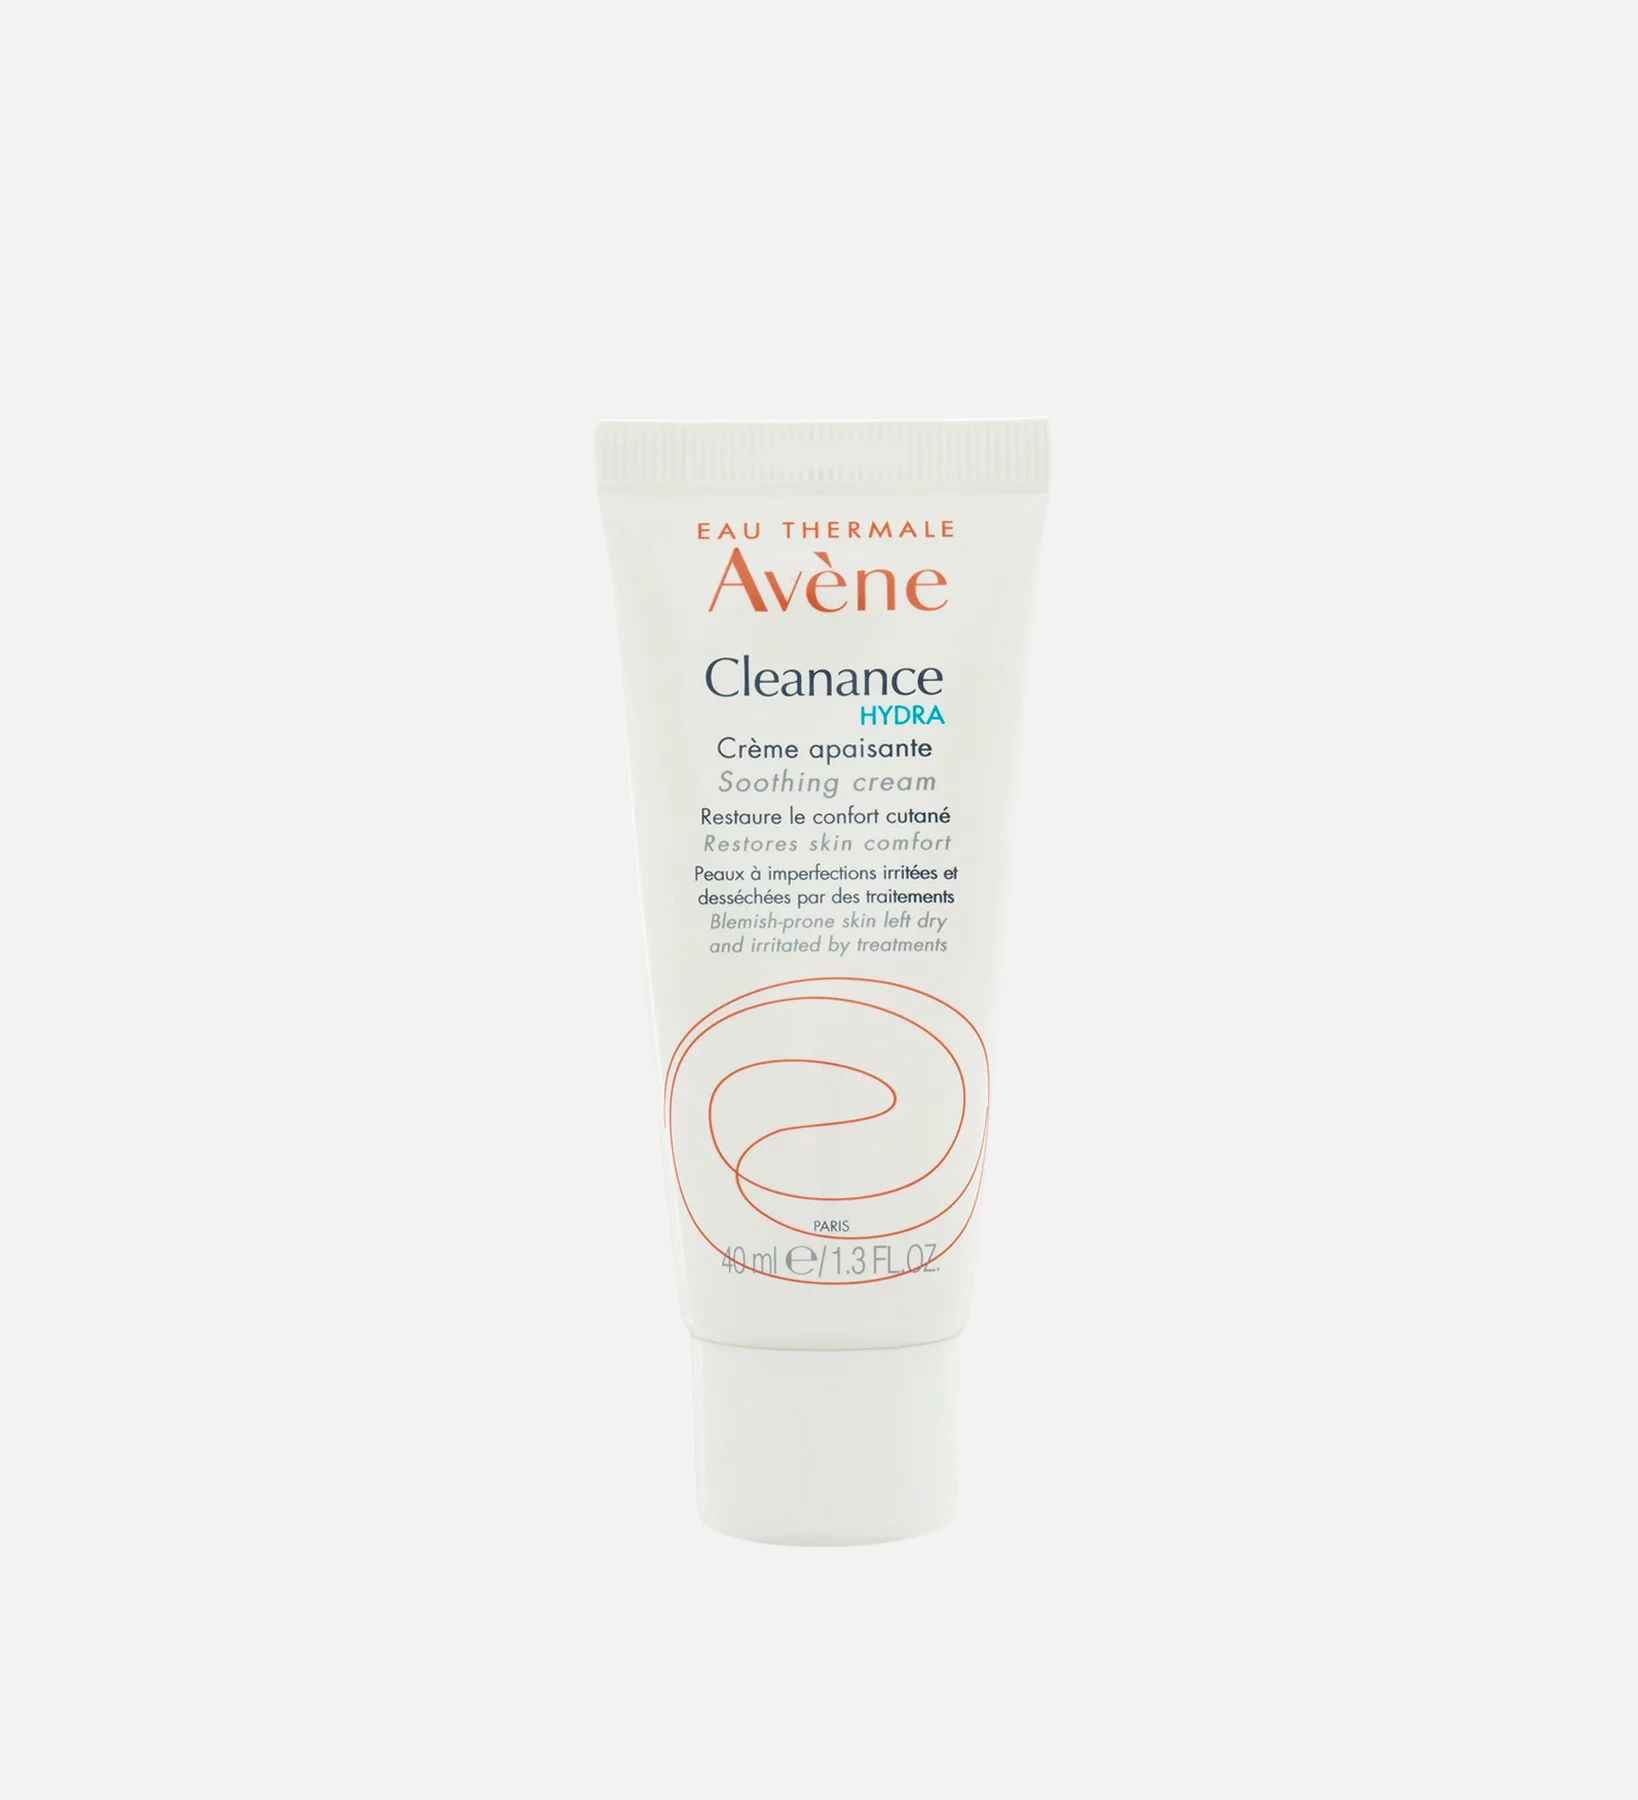 EAU THERMALE
Avène
Cleanance
HYDRA
Crème apaisante
Soothing cream
Restaure le confort cutané
Restores skin comfort
Peaux à imperfections irritées et
desséchées par des traitements
Blemish-prone skin left dry
and irritated by treatments
PARIS
40 ml ℮/1.3 FL.OZ.